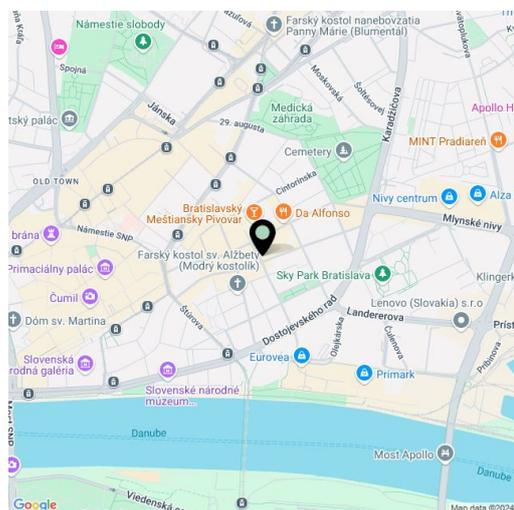 Námestie slobody
Farský kostol nanebovzatia
Panny Márie (Blumentál)
Spojná
Moskovská
Šoltésovej
Karadžičova
Jánska
Medická
záhrada
Apollo H
tský palác
29. augusta
MINT Pradiareň
Cemetery
OLD TOWN
Cintorínska
Nivy centrum
Alza
Bratislavský
Meštiansky Pivovar
Da Alfonso
Mlynské nivy
brána
Námestie SNP
Farský kostol sv. Alžbety
(Modrý kostolík)
Primaciálny palác
Sky Park Bratislava
Klingerk
Čumil
Lenovo (Slovakia) s.r.o
Dóm sv. Martina
Štúrova
Dostojevského rad
Landererova
Príst
Olejkárska
Čulenova
Pribinova
Slovenská
rodná galéria
Eurovea
Primark
Slovenské národné
múzeum...
Most SNP
Danube
Most Apollo
Danube
Viedenská
Google
Map data ©2024